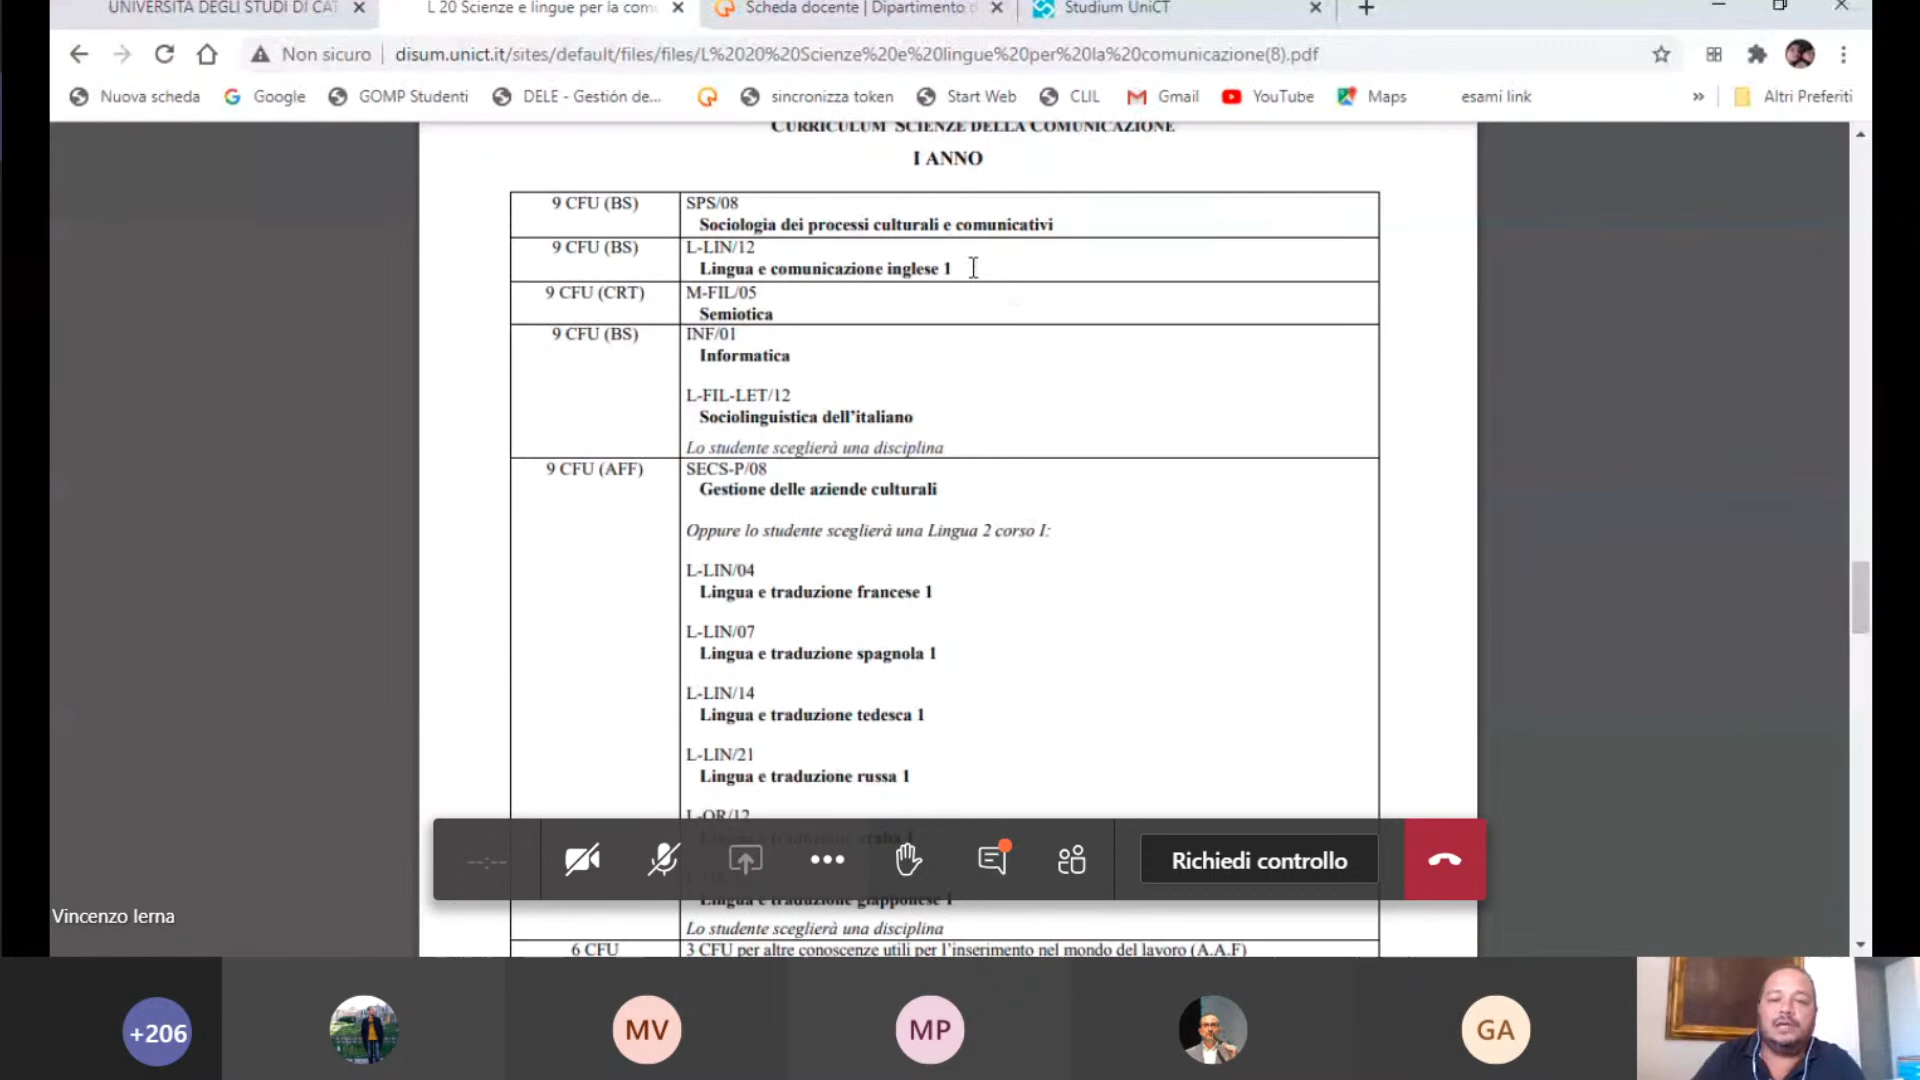 UNIVERSITÀ DEGLI STUDI DI CAT
L 20 Scienze e lingue per la com
Scheda docente | Dipartimento d
Studium UniCT
Non sicuro
disum.unict.it/sites/default/files/files/L%2020%20Scienze%20e%20lingue%20per%20la%20comunicazione(8).pdf
Nuova scheda
Google
GOMP Studenti
DELE - Gestión de...
sincronizza token
Start Web
CLIL
Gmail
YouTube
Maps
esami link
»
Altri Preferiti
CURRICULUM SCIENZE DELLA COMUNICAZIONE
I ANNO
9 CFU (BS)
SPS/08
Sociologia dei processi culturali e comunicativi
9 CFU (BS)
L-LIN/12
Lingua e comunicazione inglese 1
9 CFU (CRT)
M-FIL/05
Semiotica
9 CFU (BS)
INF/01
Informatica
L-FIL-LET/12
Sociolinguistica dell'italiano
Lo studente sceglierà una disciplina
9 CFU (AFF)
SECS-P/08
Gestione delle aziende culturali
Oppure lo studente sceglierà una Lingua 2 corso I:
L-LIN/04
Lingua e traduzione francese 1
L-LIN/07
Lingua e traduzione spagnola 1
L-LIN/14
Lingua e traduzione tedesca 1
L-LIN/21
Lingua e traduzione russa 1
L-OR/12
Richiedi controllo
Lingua e traduzione giapponese 1
Lo studente sceglierà una disciplina
6 CFU
3 CFU per altre conoscenze utili per l'inserimento nel mondo del lavoro (A.A.F)
Vincenzo Ierna
+206
MV
MP
GA